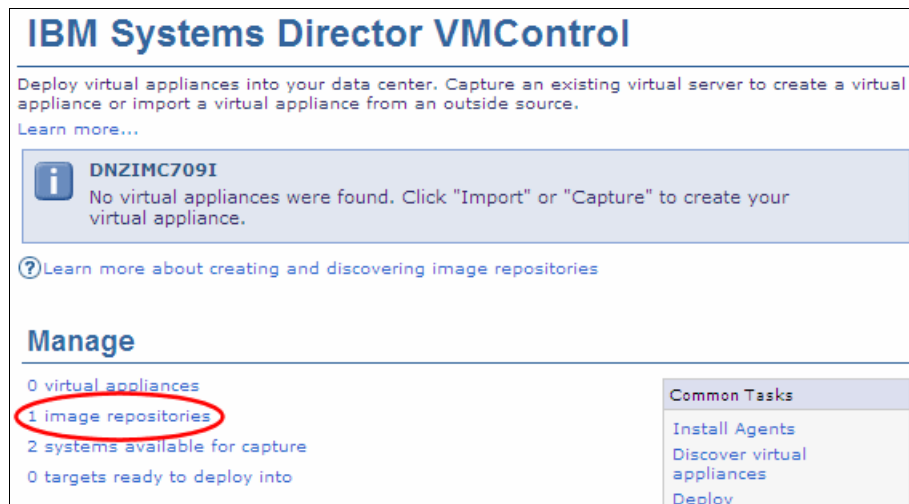 IBM Systems Director VMControl
Deploy virtual appliances into your data center. Capture an existing virtual server to create a virtual
appliance or import a virtual appliance from an outside source.
Learn more...
DNZIMC709I
No virtual appliances were found. Click "Import" or "Capture" to create your
virtual appliance.
Learn more about creating and discovering image repositories
Manage
0 virtual appliances
1 image repositories
2 systems available for capture
0 targets ready to deploy into
Common Tasks
Install Agents
Discover virtual
appliances
Deploy